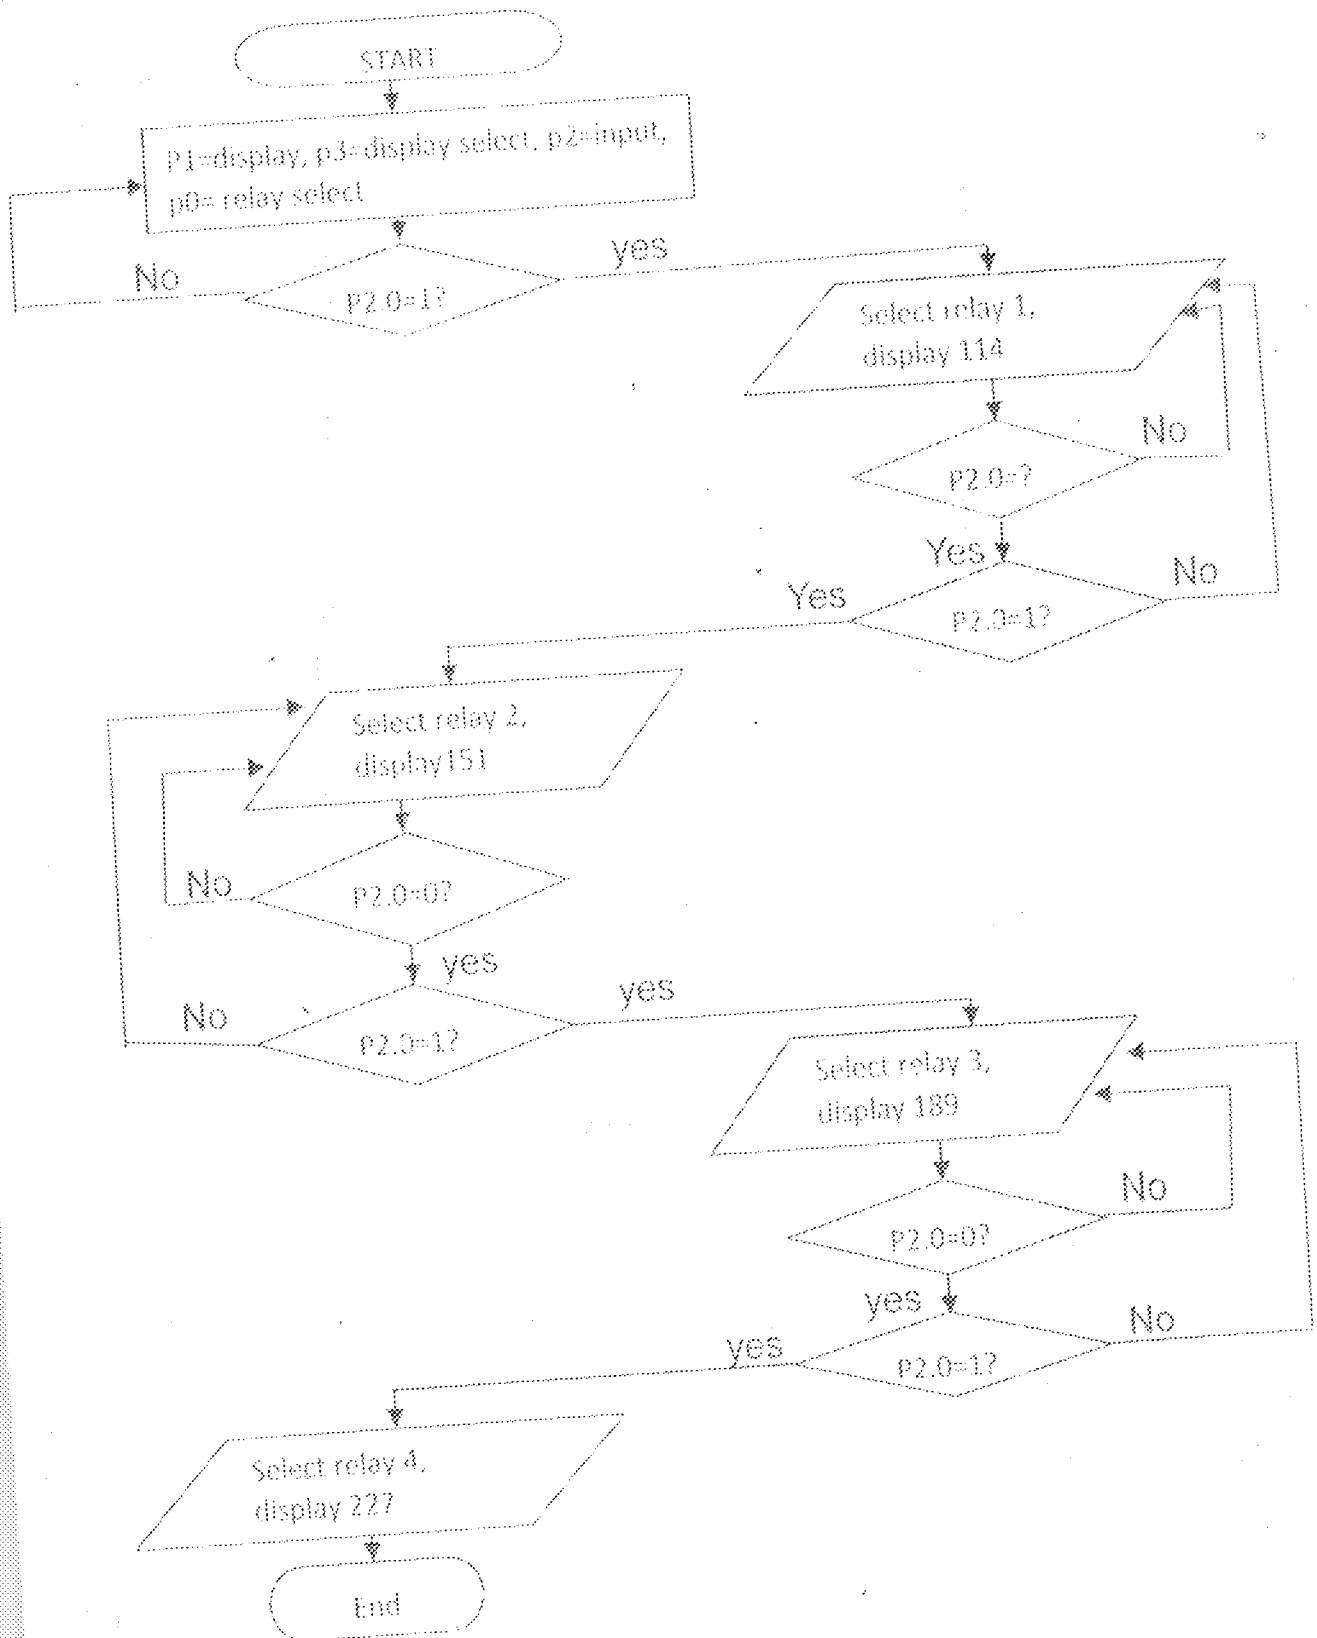 START
P1=display, p3=display select, p2=input,
p0= relay select
No
P2.0=1?
yes
Select relay 1,
display 114
P2.0=?
No
Yes
P2.0=1?
No
Yes
Select relay 2,
display151
P2.0=0?
No
yes
P2.0=1?
No
yes
Select relay 3,
display 189
P2.0=0?
No
yes
P2.0=1?
No
yes
Select relay 4,
display 227
End